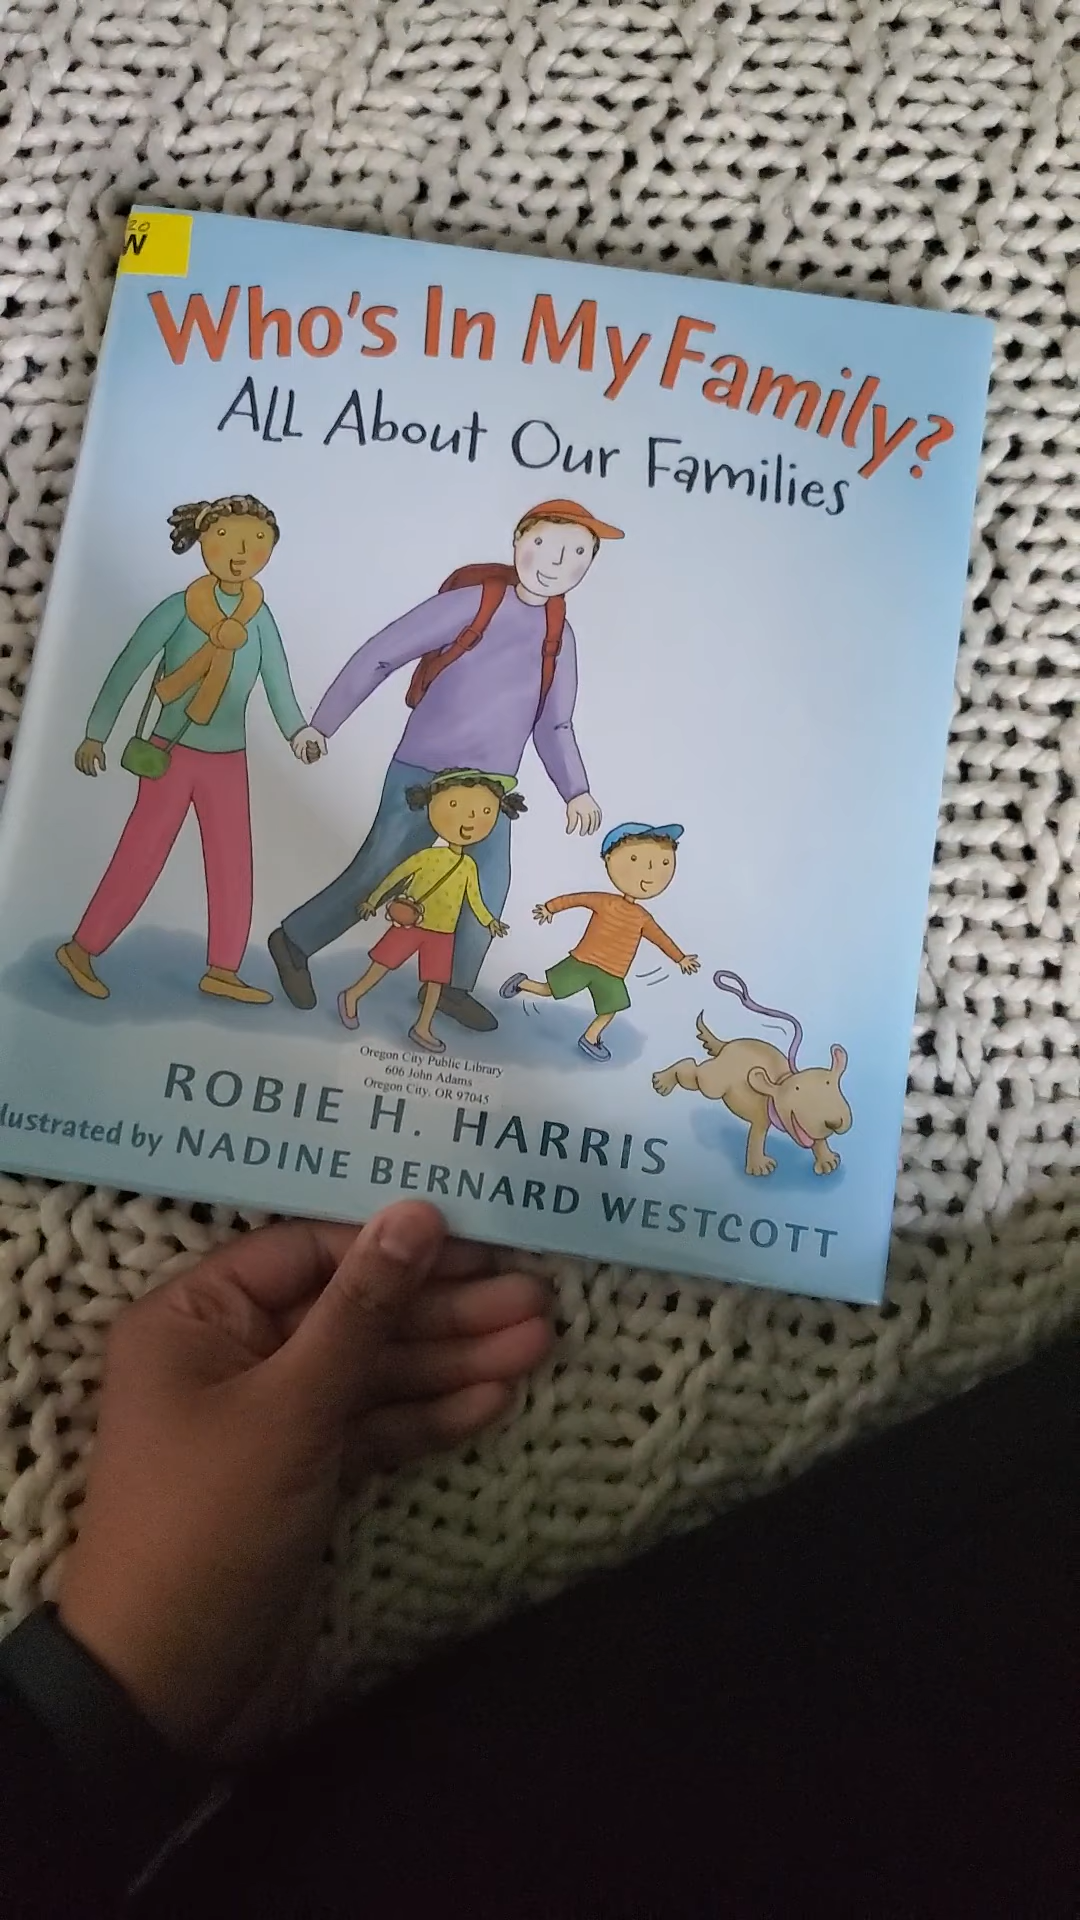 20
W
Who's In My Family?
ALL About Our Families
Oregon City Public Library
606 John Adams
Oregon City, OR 97045
ROBIE H. HARRIS
lustrated by NADINE BERNARD WESTCOTT